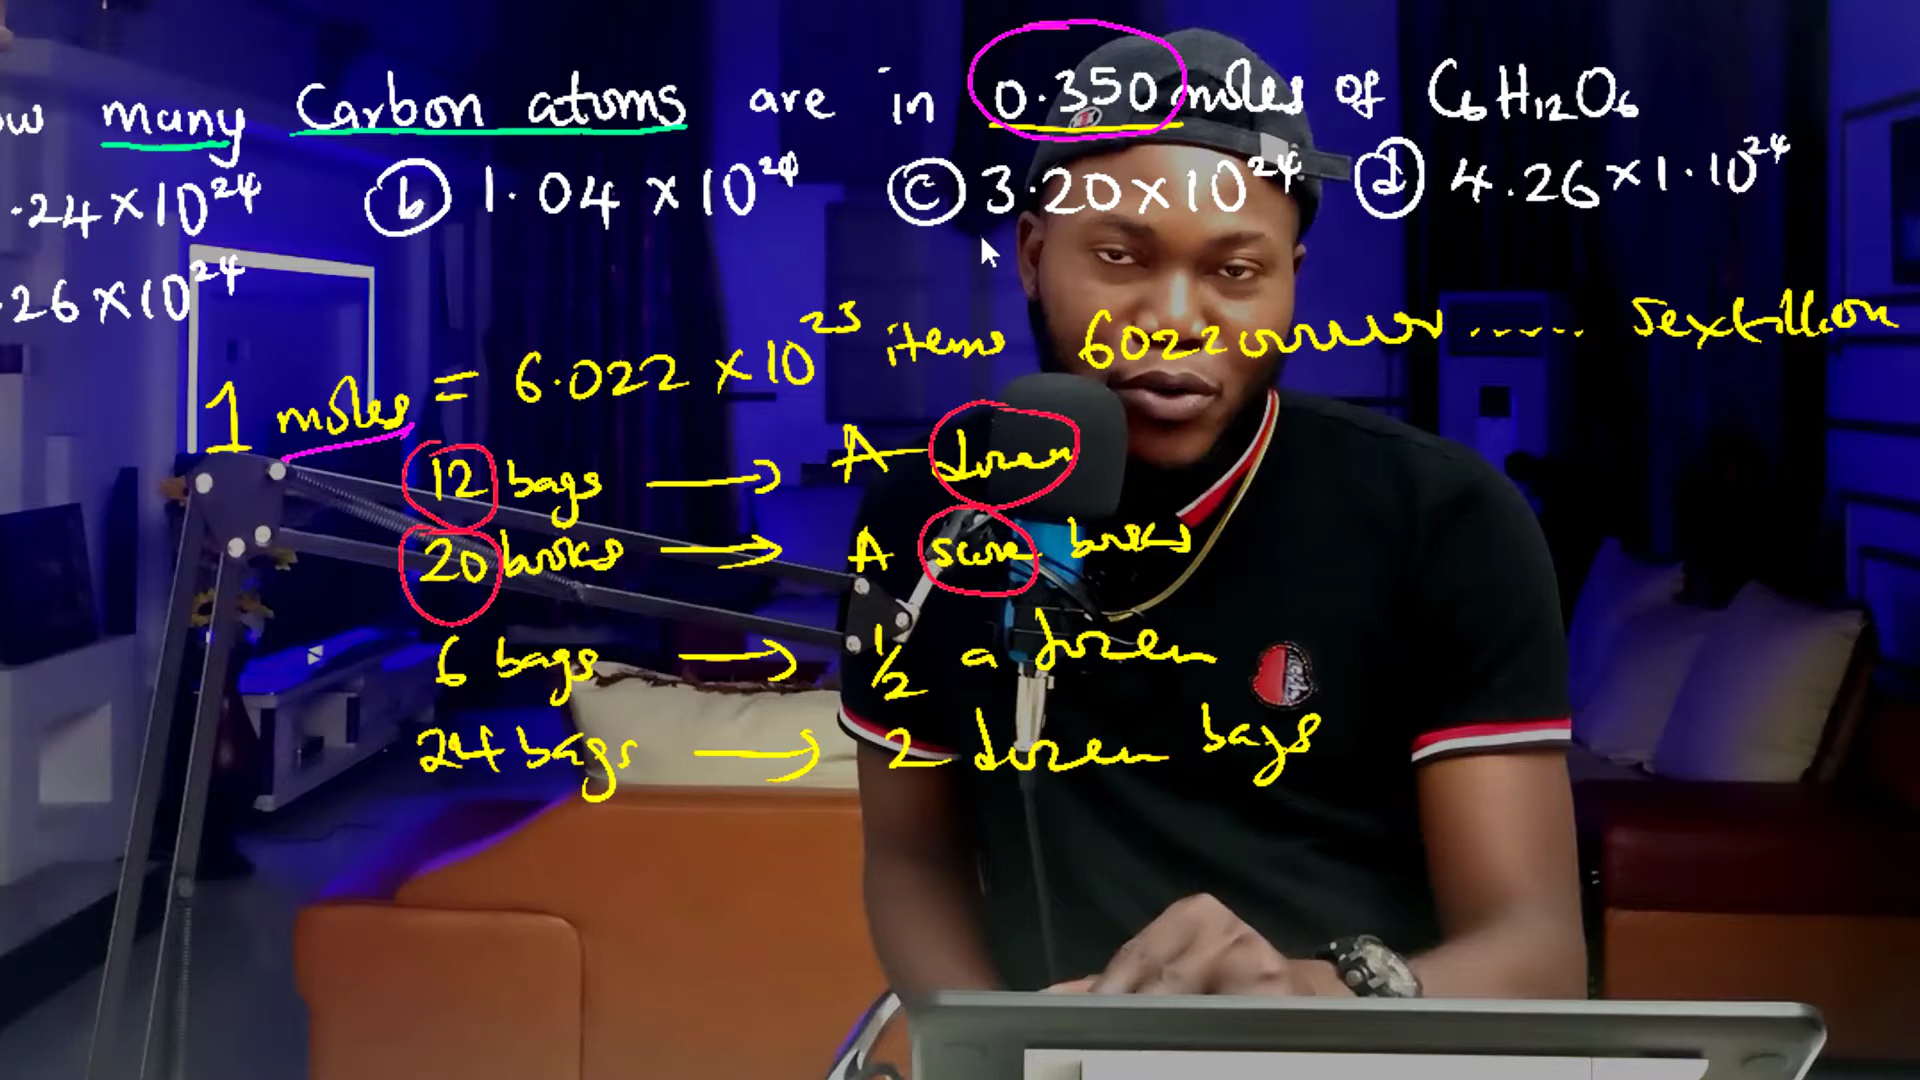 ow many Carbon atoms are in 0.350 moles of C6H12O6
.24 x 10^24 (b) 1.04 x 10^24 (c) 3.20 x 10^24 (d) 4.26 x 1.10^24
.26 x 10^24
1 moles = 6.022 x 10^23 items 6022 ..... Sextillion
12 bags → A dozen
20 books → A score books
6 bags → 1/2 a dozen
24 bags → 2 dozen bags